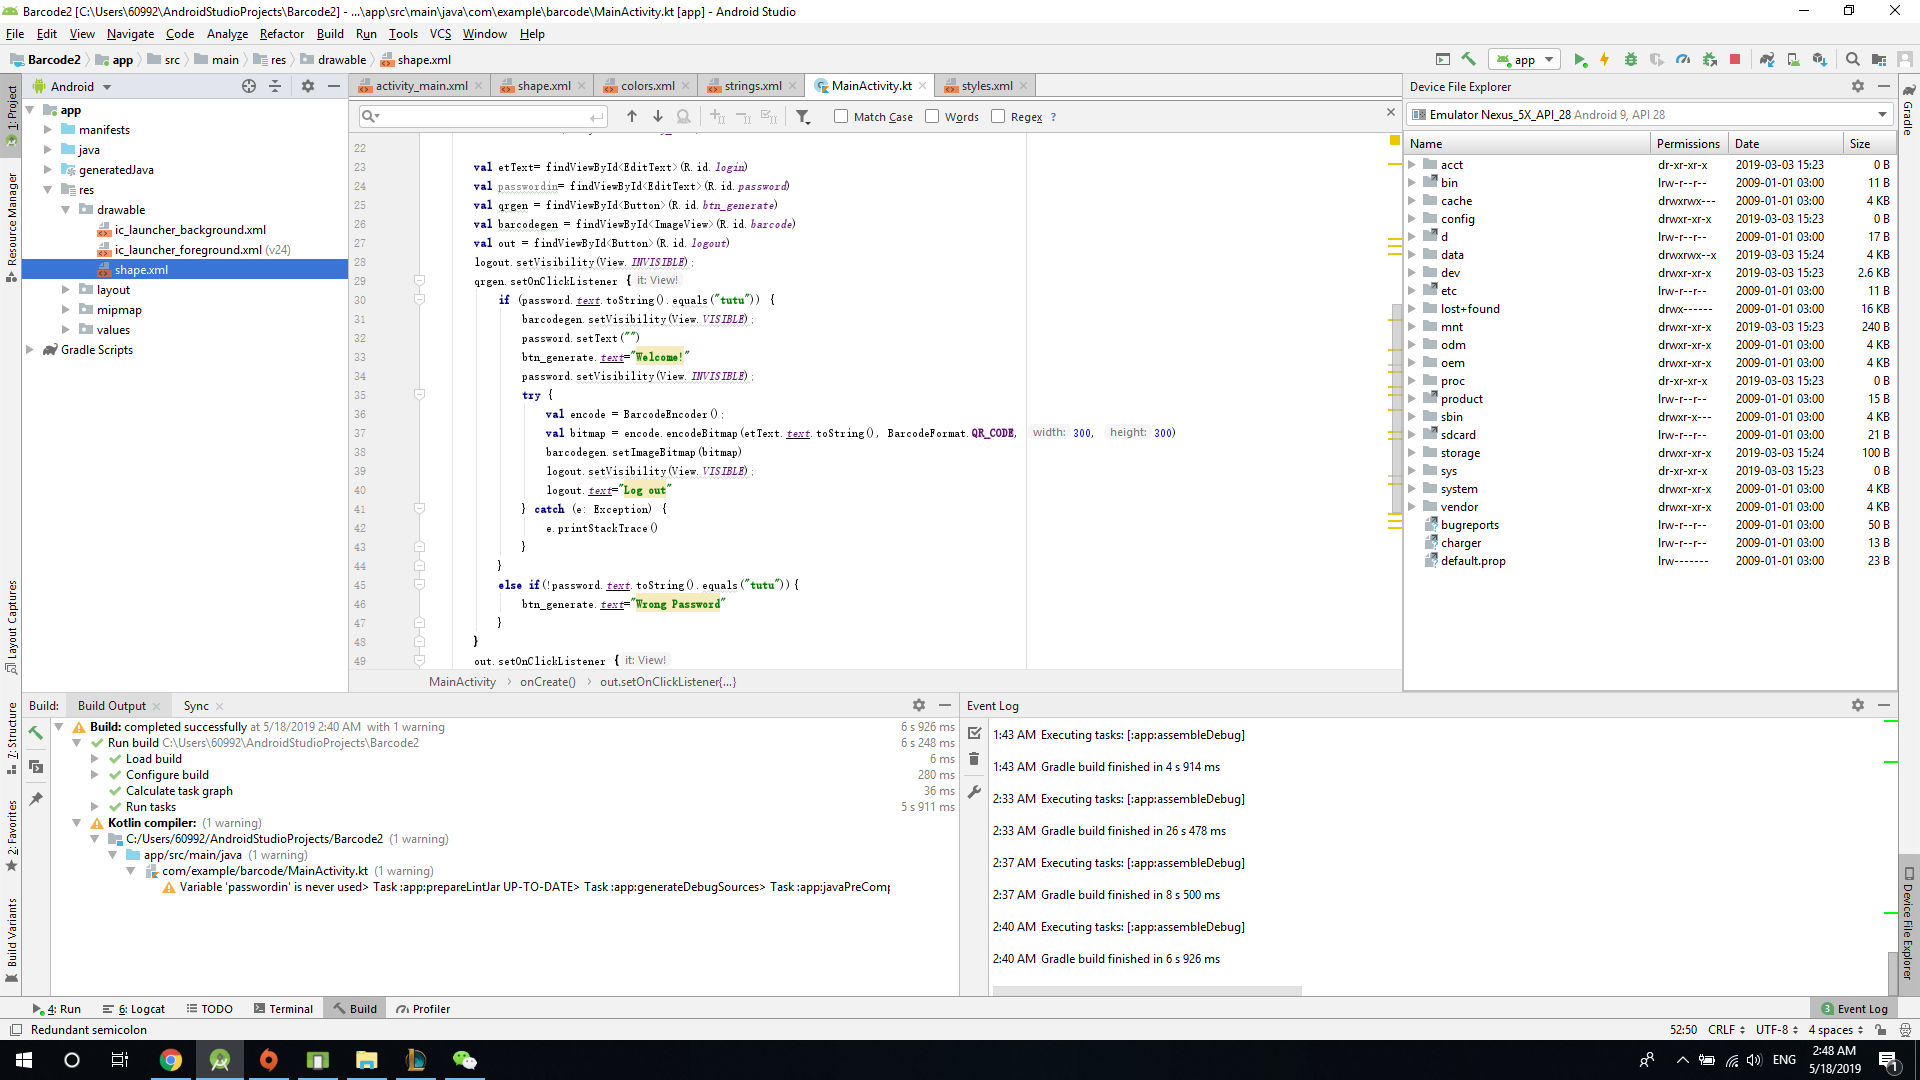 Barcode2 [C:\Users\60992\AndroidStudioProjects\Barcode2] - ...\app\src\main\java\com\example\barcode\MainActivity.kt [app] - Android Studio
File Edit View Navigate Code Analyze Refactor Build Run Tools VCS Window Help
Barcode2 app src main res drawable shape.xml app
Android
activity_main.xml shape.xml colors.xml strings.xml MainActivity.kt styles.xml
Match Case Words Regex ?
1: Project
Resource Manager
Layout Captures
7: Structure
2: Favorites
Build Variants
app
manifests
java
generatedJava
res
drawable
ic_launcher_background.xml
ic_launcher_foreground.xml (v24)
shape.xml
layout
mipmap
values
Gradle Scripts
22
23 val etText= findViewById<EditText>(R.id.login)
24 val passwordin= findViewById<EditText>(R.id.password)
25 val qrgen = findViewById<Button>(R.id.btn_generate)
26 val barcodegen = findViewById<ImageView>(R.id.barcode)
27 val out = findViewById<Button>(R.id.logout)
28 logout.setVisibility(View.INVISIBLE);
29 qrgen.setOnClickListener { it: View!
30 if (password.text.toString().equals("tutu")) {
31 barcodegen.setVisibility(View.VISIBLE);
32 password.setText("")
33 btn_generate.text="Welcome!"
34 password.setVisibility(View.INVISIBLE);
35 try {
36 val encode = BarcodeEncoder();
37 val bitmap = encode.encodeBitmap(etText.text.toString(), BarcodeFormat.QR_CODE, width: 300, height: 300)
38 barcodegen.setImageBitmap(bitmap)
39 logout.setVisibility(View.VISIBLE);
40 logout.text="Log out"
41 } catch (e: Exception) {
42 e.printStackTrace()
43 }
44 }
45 else if(!password.text.toString().equals("tutu")){
46 btn_generate.text="Wrong Password"
47 }
48 }
49 out.setOnClickListener { it: View!
MainActivity onCreate() out.setOnClickListener{...}
Device File Explorer
Emulator Nexus_5X_API_28 Android 9, API 28
Name Permissions Date Size
acct dr-xr-xr-x 2019-03-03 15:23 0 B
bin lrw-r--r-- 2009-01-01 03:00 11 B
cache drwxrwx--- 2009-01-01 03:00 4 KB
config drwxr-xr-x 2019-03-03 15:23 0 B
d lrw-r--r-- 2009-01-01 03:00 17 B
data drwxrwx--x 2019-03-03 15:24 4 KB
dev drwxr-xr-x 2019-03-03 15:23 2.6 KB
etc lrw-r--r-- 2009-01-01 03:00 11 B
lost+found drwx------ 2009-01-01 03:00 16 KB
mnt drwxr-xr-x 2019-03-03 15:23 240 B
odm drwxr-xr-x 2009-01-01 03:00 4 KB
oem drwxr-xr-x 2009-01-01 03:00 4 KB
proc dr-xr-xr-x 2019-03-03 15:23 0 B
product lrw-r--r-- 2009-01-01 03:00 15 B
sbin drwxr-x--- 2009-01-01 03:00 4 KB
sdcard lrw-r--r-- 2009-01-01 03:00 21 B
storage drwxr-xr-x 2019-03-03 15:24 100 B
sys dr-xr-xr-x 2019-03-03 15:23 0 B
system drwxr-xr-x 2009-01-01 03:00 4 KB
vendor drwxr-xr-x 2009-01-01 03:00 4 KB
bugreports lrw-r--r-- 2009-01-01 03:00 50 B
charger lrw-r--r-- 2009-01-01 03:00 13 B
default.prop lrw------- 2009-01-01 03:00 23 B
Gradle
Device File Explorer
Build: Build Output Sync
Build: completed successfully at 5/18/2019 2:40 AM with 1 warning 6 s 926 ms
Run build C:\Users\60992\AndroidStudioProjects\Barcode2 6 s 248 ms
Load build 6 ms
Configure build 280 ms
Calculate task graph 36 ms
Run tasks 5 s 911 ms
Kotlin compiler: (1 warning)
C:/Users/60992/AndroidStudioProjects/Barcode2 (1 warning)
app/src/main/java (1 warning)
com/example/barcode/MainActivity.kt (1 warning)
Variable 'passwordin' is never used> Task :app:prepareLintJar UP-TO-DATE> Task :app:generateDebugSources> Task :app:javaPreComp
Event Log
1:43 AM Executing tasks: [:app:assembleDebug]
1:43 AM Gradle build finished in 4 s 914 ms
2:33 AM Executing tasks: [:app:assembleDebug]
2:33 AM Gradle build finished in 26 s 478 ms
2:37 AM Executing tasks: [:app:assembleDebug]
2:37 AM Gradle build finished in 8 s 500 ms
2:40 AM Executing tasks: [:app:assembleDebug]
2:40 AM Gradle build finished in 6 s 926 ms
4: Run 6: Logcat TODO Terminal Build Profiler 3 Event Log
Redundant semicolon 52:50 CRLF UTF-8 4 spaces
ENG 2:48 AM
5/18/2019
1